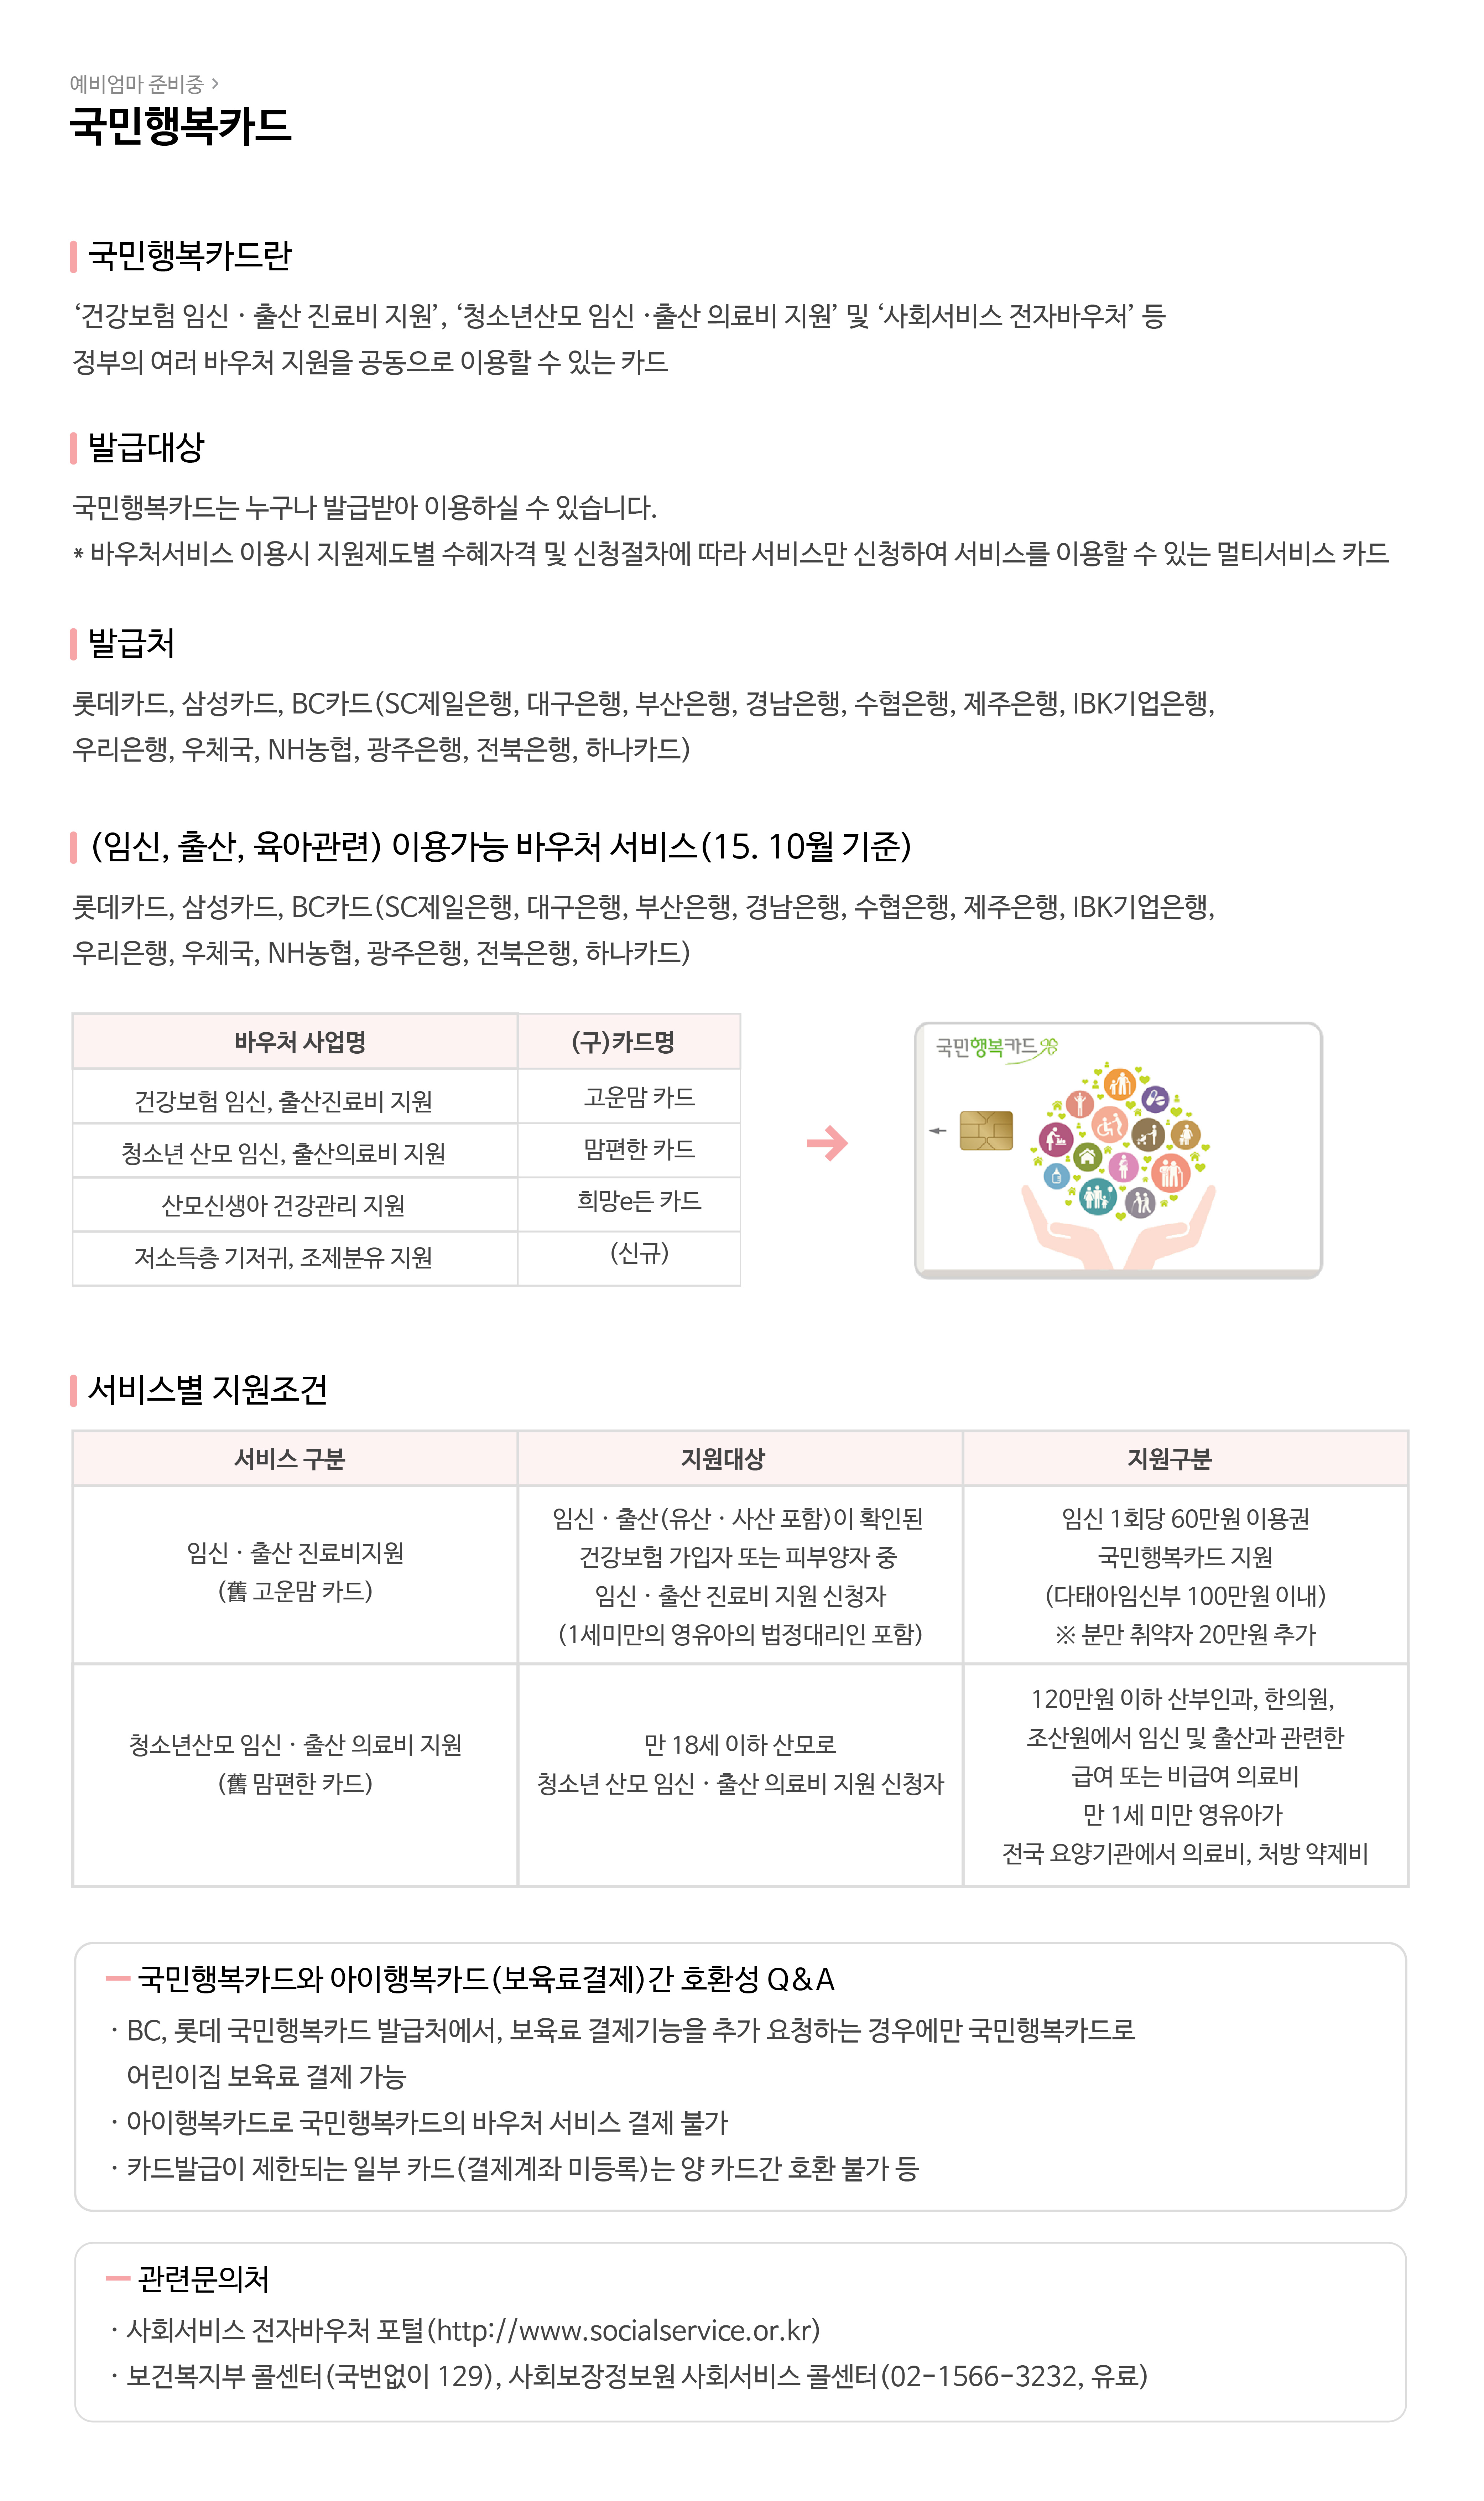 예비엄마 준비중 >
국민행복카드
국민행복카드란
‘건강보험 임신 · 출산 진료비 지원’, ‘청소년산모 임신 ·출산 의료비 지원’ 및 ‘사회서비스 전자바우처’ 등
정부의 여러 바우처 지원을 공동으로 이용할 수 있는 카드
발급대상
국민행복카드는 누구나 발급받아 이용하실 수 있습니다.
* 바우처서비스 이용시 지원제도별 수혜자격 및 신청절차에 따라 서비스만 신청하여 서비스를 이용할 수 있는 멀티서비스 카드
발급처
롯데카드, 삼성카드, BC카드(SC제일은행, 대구은행, 부산은행, 경남은행, 수협은행, 제주은행, IBK기업은행,
우리은행, 우체국, NH농협, 광주은행, 전북은행, 하나카드)
(임신, 출산, 육아관련) 이용가능 바우처 서비스(15. 10월 기준)
롯데카드, 삼성카드, BC카드(SC제일은행, 대구은행, 부산은행, 경남은행, 수협은행, 제주은행, IBK기업은행,
우리은행, 우체국, NH농협, 광주은행, 전북은행, 하나카드)
바우처 사업명 (구)카드명
건강보험 임신, 출산진료비 지원 고운맘 카드
청소년 산모 임신, 출산의료비 지원 맘편한 카드
산모신생아 건강관리 지원 희망e든 카드
저소득층 기저귀, 조제분유 지원 (신규)
국민행복카드
서비스별 지원조건
서비스 구분 지원대상 지원구분
임신 · 출산 진료비지원
(舊 고운맘 카드)
임신 · 출산(유산 · 사산 포함)이 확인된
건강보험 가입자 또는 피부양자 중
임신 · 출산 진료비 지원 신청자
(1세미만의 영유아의 법정대리인 포함)
임신 1회당 60만원 이용권
국민행복카드 지원
(다태아임신부 100만원 이내)
※ 분만 취약자 20만원 추가
청소년산모 임신 · 출산 의료비 지원
(舊 맘편한 카드)
만 18세 이하 산모로
청소년 산모 임신 · 출산 의료비 지원 신청자
120만원 이하 산부인과, 한의원,
조산원에서 임신 및 출산과 관련한
급여 또는 비급여 의료비
만 1세 미만 영유아가
전국 요양기관에서 의료비, 처방 약제비
국민행복카드와 아이행복카드(보육료결제)간 호환성 Q&A
· BC, 롯데 국민행복카드 발급처에서, 보육료 결제기능을 추가 요청하는 경우에만 국민행복카드로
어린이집 보육료 결제 가능
· 아이행복카드로 국민행복카드의 바우처 서비스 결제 불가
· 카드발급이 제한되는 일부 카드(결제계좌 미등록)는 양 카드간 호환 불가 등
관련문의처
· 사회서비스 전자바우처 포털(http://www.socialservice.or.kr)
· 보건복지부 콜센터(국번없이 129), 사회보장정보원 사회서비스 콜센터(02-1566-3232, 유료)